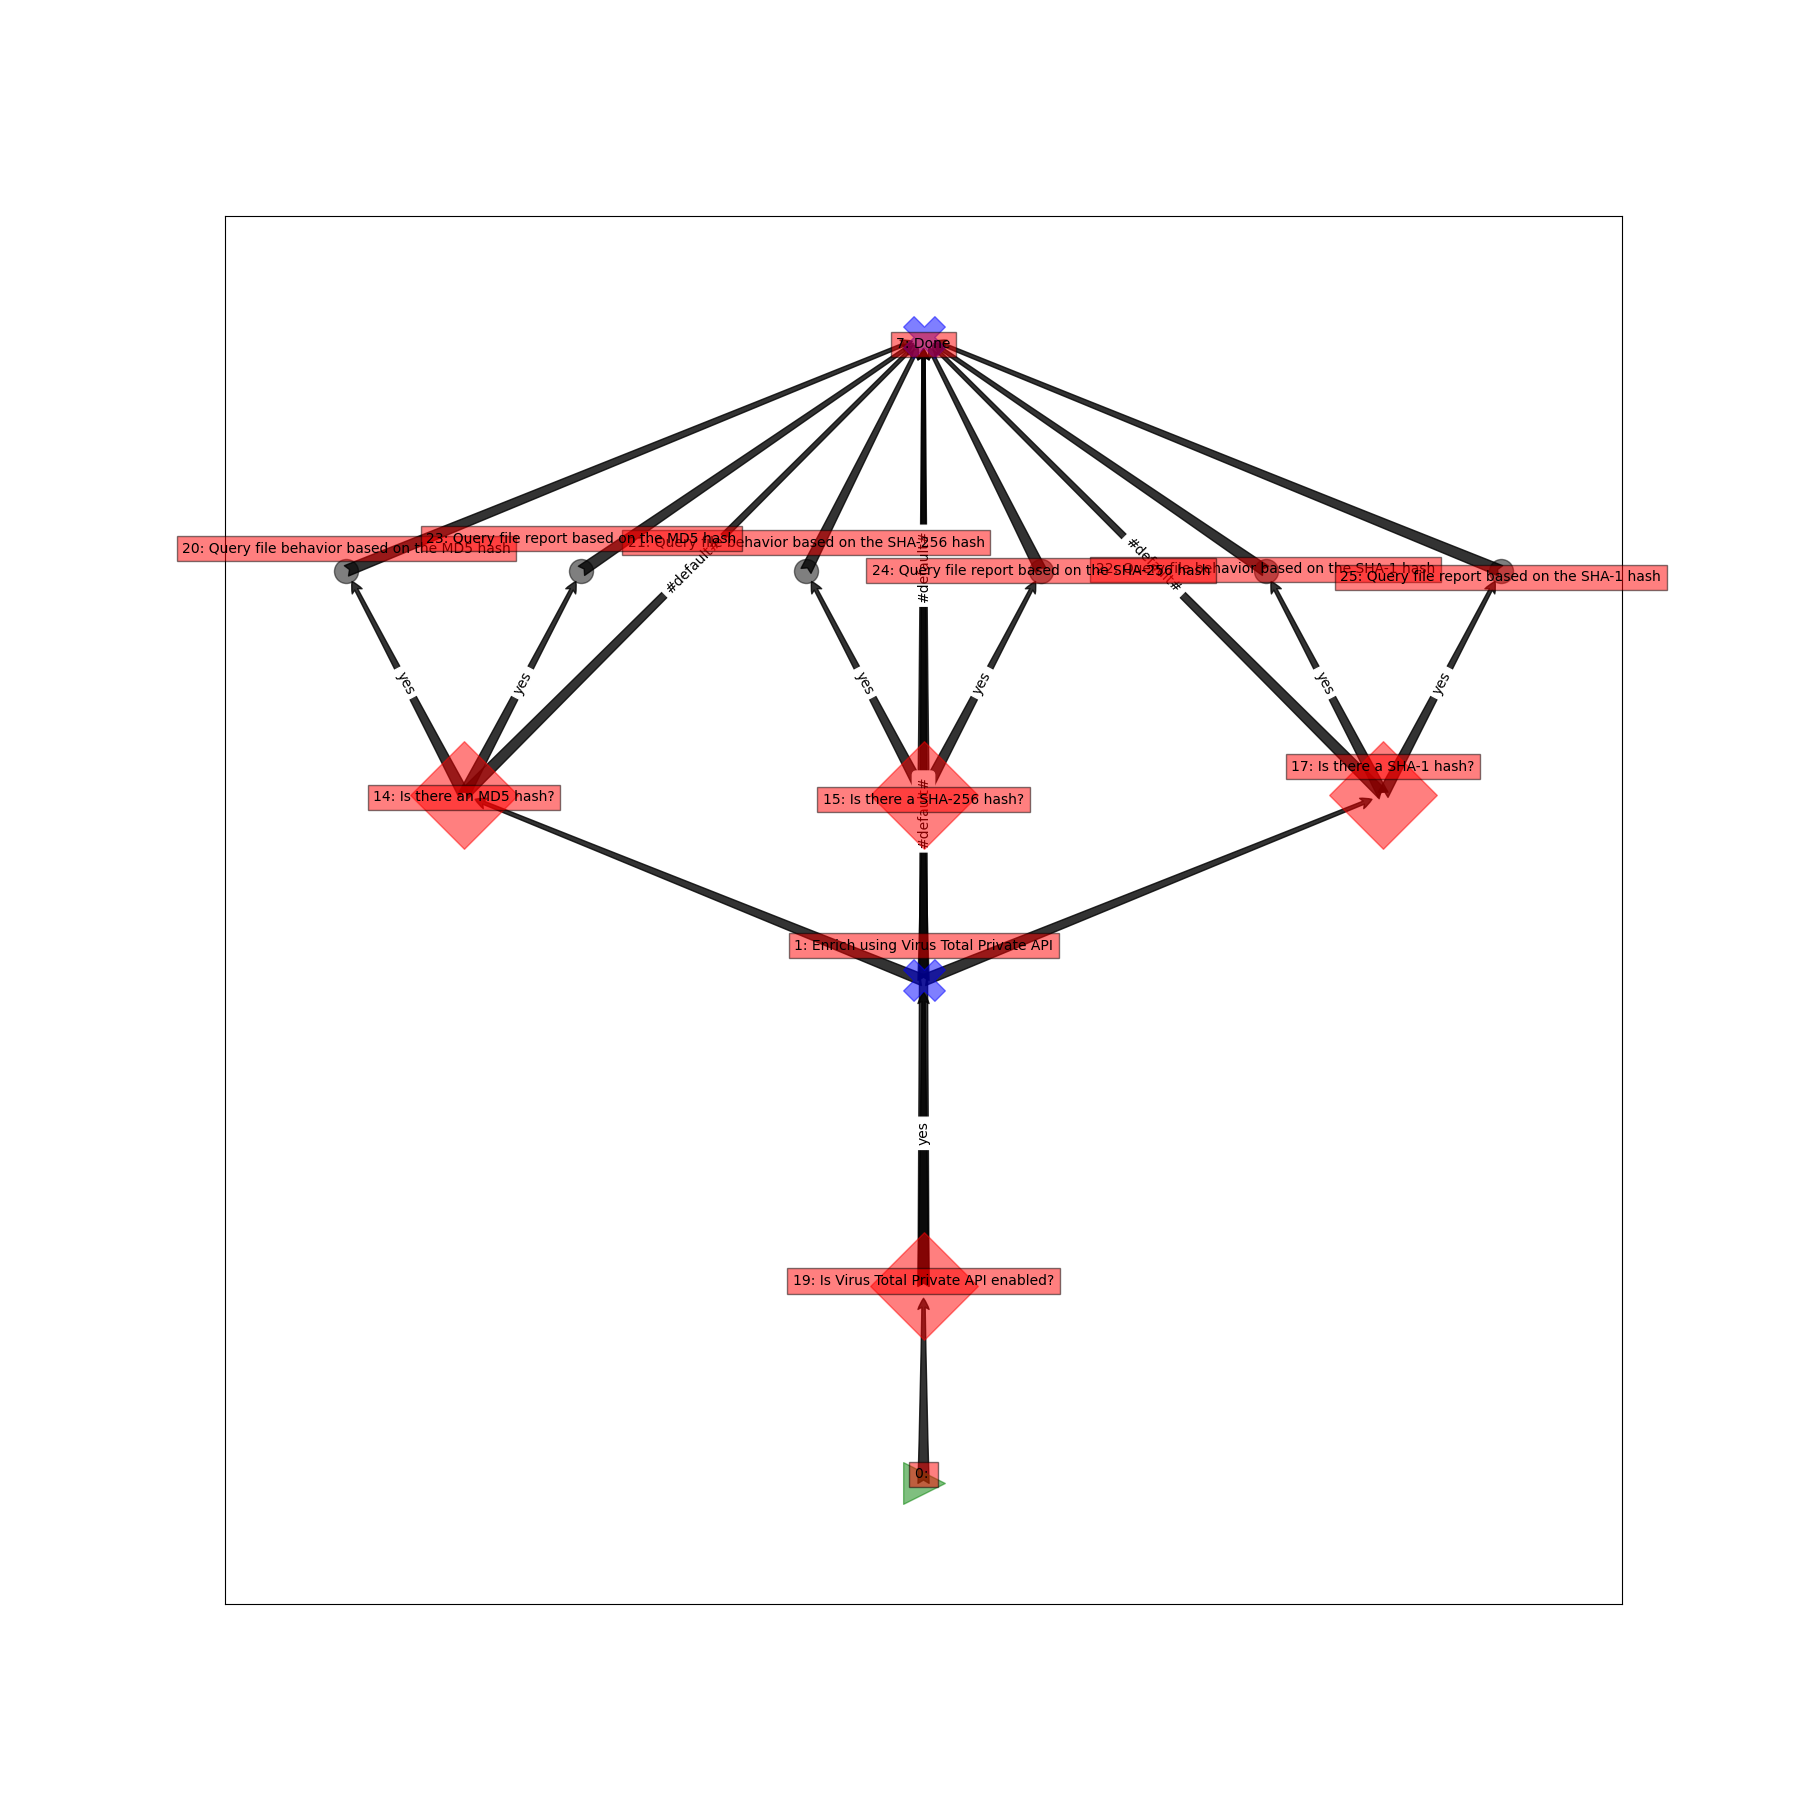 7: Done
20: Query file behavior based on the MD5 hash
23: Query file report based on the MD5 hash
21: Query file behavior based on the SHA-256 hash
24: Query file report based on the SHA-256 hash
22: Query file behavior based on the SHA-1 hash
25: Query file report based on the SHA-1 hash
#default#
#default#
#default#
yes
yes
yes
yes
yes
yes
14: Is there an MD5 hash?
15: Is there a SHA-256 hash?
17: Is there a SHA-1 hash?
#default#
1: Enrich using Virus Total Private API
yes
19: Is Virus Total Private API enabled?
0: